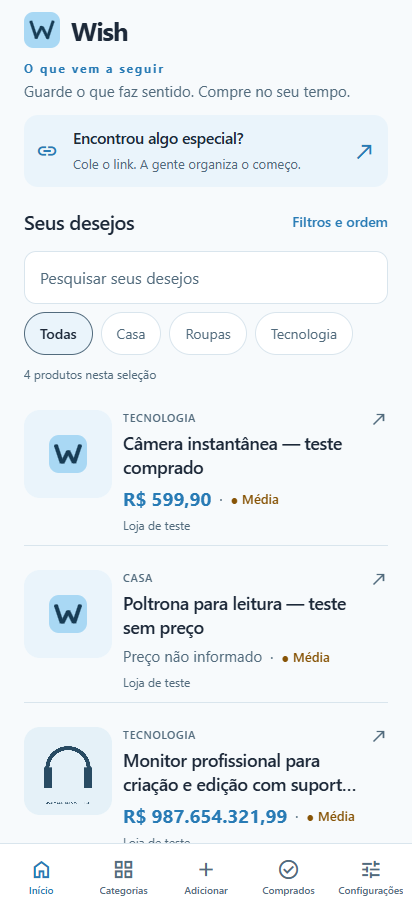 Wish
O que vem a seguir
Guarde o que faz sentido. Compre no seu tempo.
Encontrou algo especial?
Cole o link. A gente organiza o começo.
Seus desejos
Filtros e ordem
Pesquisar seus desejos
Todas
Casa
Roupas
Tecnologia
4 produtos nesta seleção
W
TECNOLOGIA
Câmera instantânea — teste
comprado
R$ 599,90 · ● Média
Loja de teste
W
CASA
Poltrona para leitura — teste
sem preço
Preço não informado · ● Média
Loja de teste
TECNOLOGIA
Monitor profissional para
criação e edição com suport...
R$ 987.654.321,99 · ● Média
Loja de teste
Início
Categorias
Adicionar
Comprados
Configurações